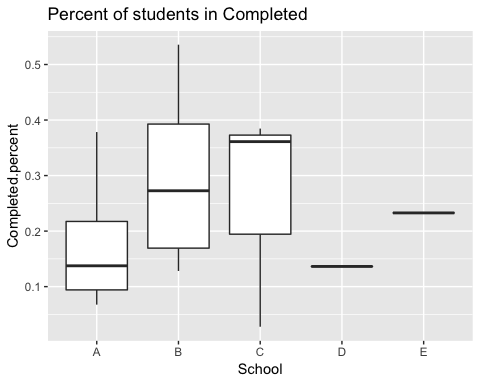 Percent of students in Completed
Completed.percent
0.5
0.4
0.3
0.2
0.1
A B C D E
School